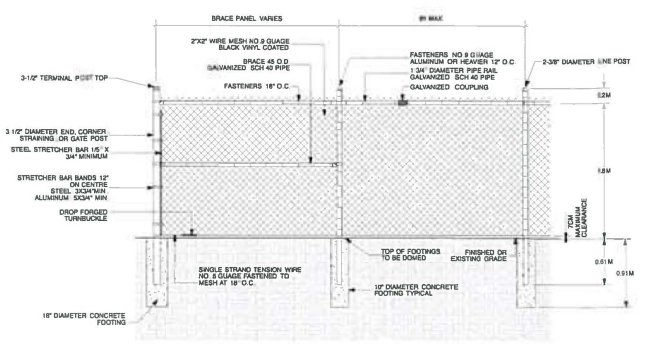 BRACE PANEL VARIES
MAX.
2"X2" WIRE MESH NO.9 GUAGE
BLACK VINYL COATED
BRACE 45 O.D
GALVANIZED SCH 40 PIPE
FASTENERS 18" O.C.
FASTENERS NO.9 GUAGE
ALUMINUM OR HEAVIER 12" O.C.
1 3/4" DIAMETER PIPE RAIL
GALVANIZED SCH 40 PIPE
GALVANIZED COUPLING
2-3/8" DIAMETER LINE POST
3-1/2" TERMINAL POST TOP
0.2M
3 1/2" DIAMETER END, CORNER
STRAINING OR GATE POST
STEEL STRETCHER BAR 1/5" X
3/4" MINIMUM
STRETCHER BAR BANDS 12"
ON CENTRE
STEEL 3X3/4"MIN
ALUMINUM 5X3/4" MIN
DROP FORGED
TURNBUCKLE
7CM
MAXIMUM
CLEARANCE
TOP OF FOOTINGS
TO BE DOMED
FINISHED OR
EXISTING GRADE
0.61M
0.91M
SINGLE STRAND TENSION WIRE
NO. 6 GUAGE FASTENED TO
MESH AT 18" O.C.
10" DIAMETER CONCRETE
FOOTING TYPICAL
16" DIAMETER CONCRETE
FOOTING